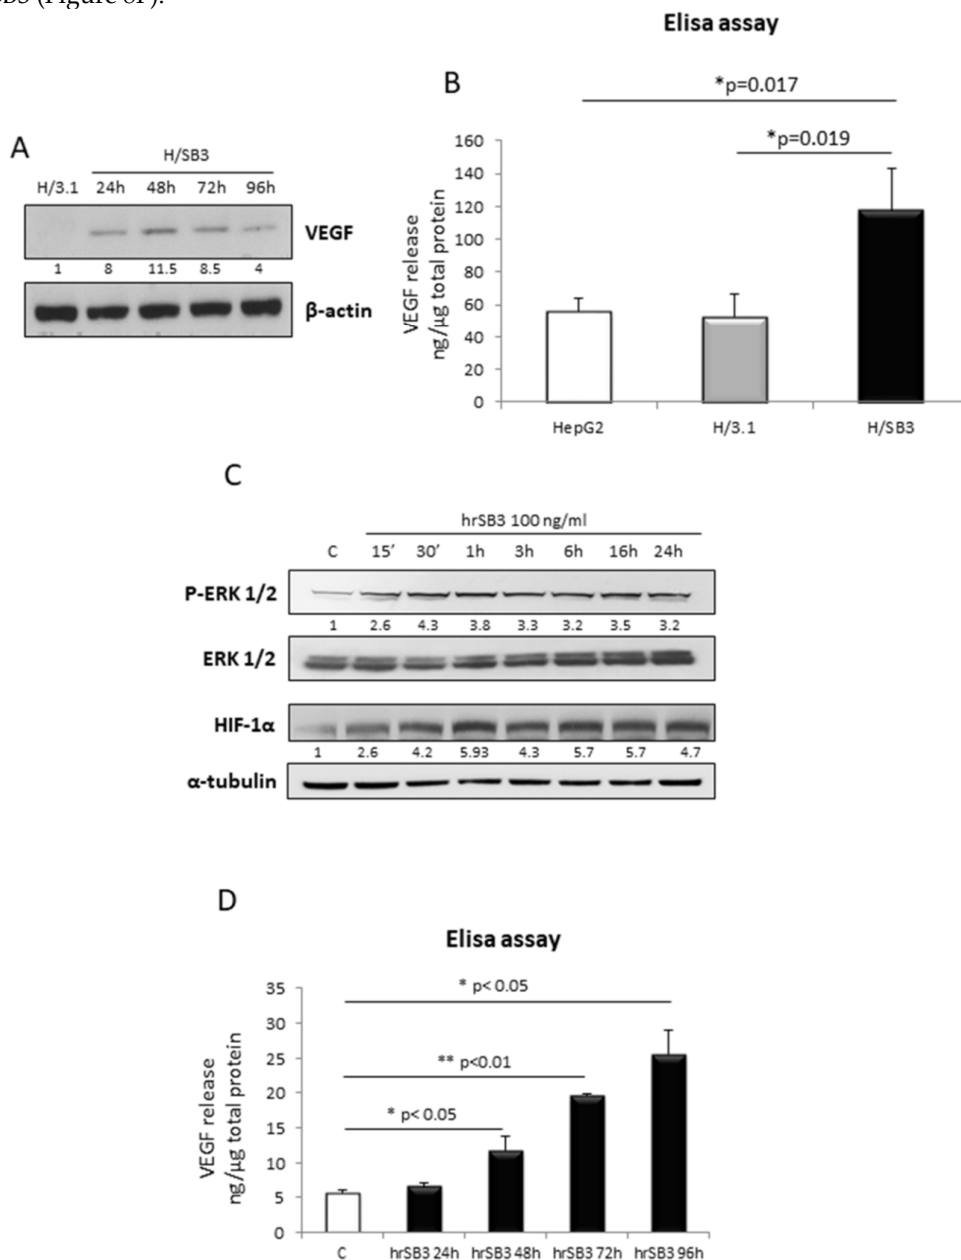 Elisa assay
B
*p=0.017
*p=0.019
160
140
120
100
80
60
40
20
0
VEGF release
ng/µg total protein
HepG2 H/3.1 H/SB3
A
H/SB3
H/3.1 24h 48h 72h 96h
VEGF
1 8 11.5 8.5 4
β-actin
C
hrSB3 100 ng/ml
C 15′ 30′ 1h 3h 6h 16h 24h
P-ERK 1/2
1 2.6 4.3 3.8 3.3 3.2 3.5 3.2
ERK 1/2
HIF-1α
1 2.6 4.2 5.93 4.3 5.7 5.7 4.7
α-tubulin
D
Elisa assay
* p< 0.05
** p<0.01
* p< 0.05
35
30
25
20
15
10
5
0
VEGF release
ng/µg total protein
C hrSB3 24h hrSB3 48h hrSB3 72h hrSB3 96h